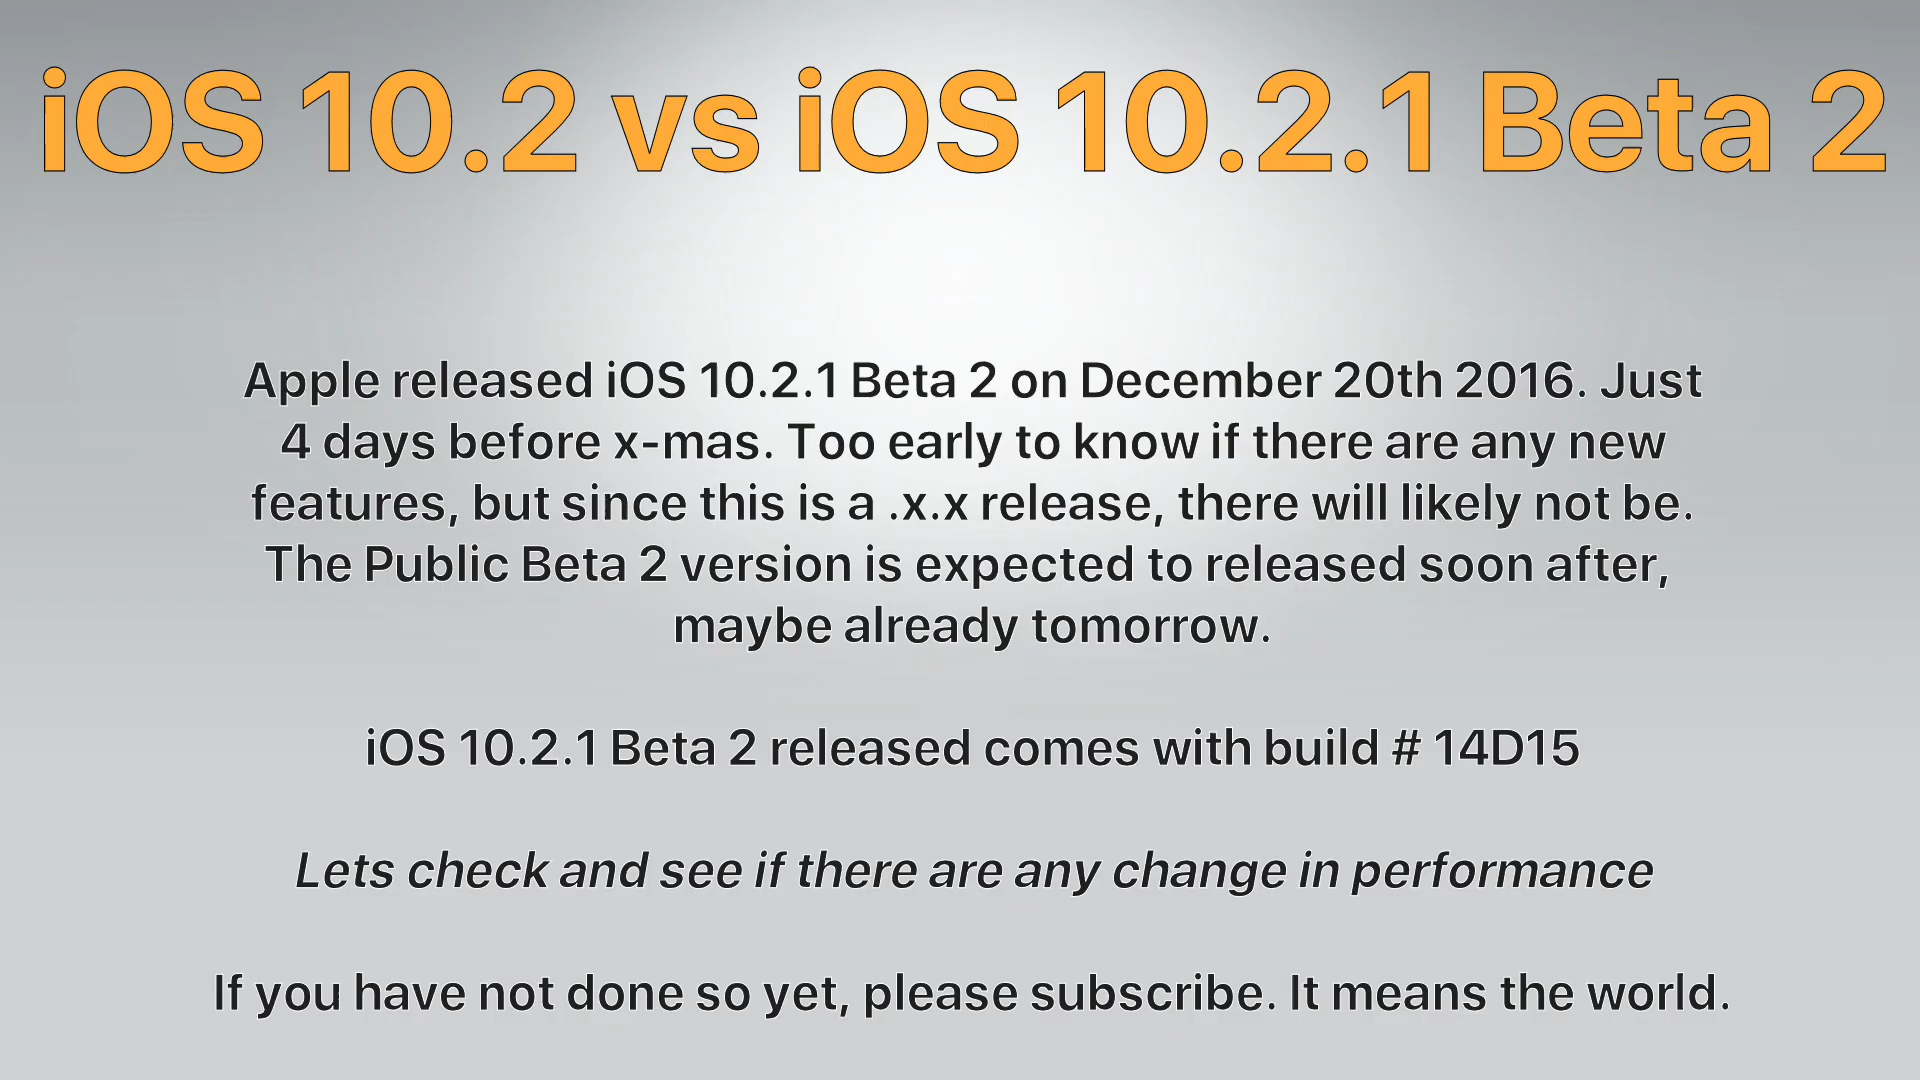 iOS 10.2 vs iOS 10.2.1 Beta 2
Apple released iOS 10.2.1 Beta 2 on December 20th 2016. Just
4 days before x-mas. Too early to know if there are any new
features, but since this is a .x.x release, there will likely not be.
The Public Beta 2 version is expected to released soon after,
maybe already tomorrow.
iOS 10.2.1 Beta 2 released comes with build # 14D15
Lets check and see if there are any change in performance
If you have not done so yet, please subscribe. It means the world.